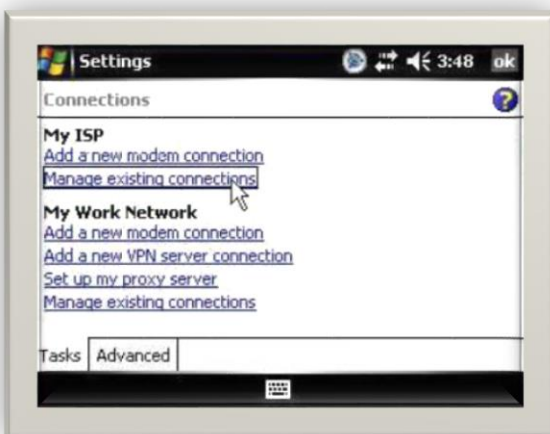 Settings 3:48 ok
Connections
My ISP
Add a new modem connection
Manage existing connections
My Work Network
Add a new modem connection
Add a new VPN server connection
Set up my proxy server
Manage existing connections
Tasks Advanced